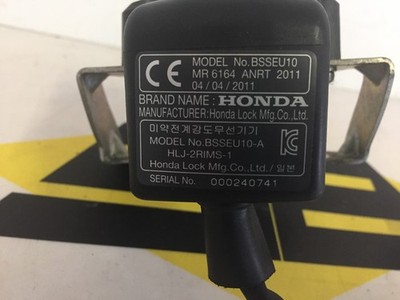 CE MODEL No.BSSEU10
MR 6164 ANRT 2011
04 / 04 / 2011
BRAND NAME : HONDA
MANUFACTURER:Honda Lock Mfg.Co.,Ltd.
미약전계강도무선기기
MODEL No.BSSEU10-A
HLJ-2RIMS-1
Honda Lock Mfg.Co.,Ltd./일본
SERIAL No. 000240741